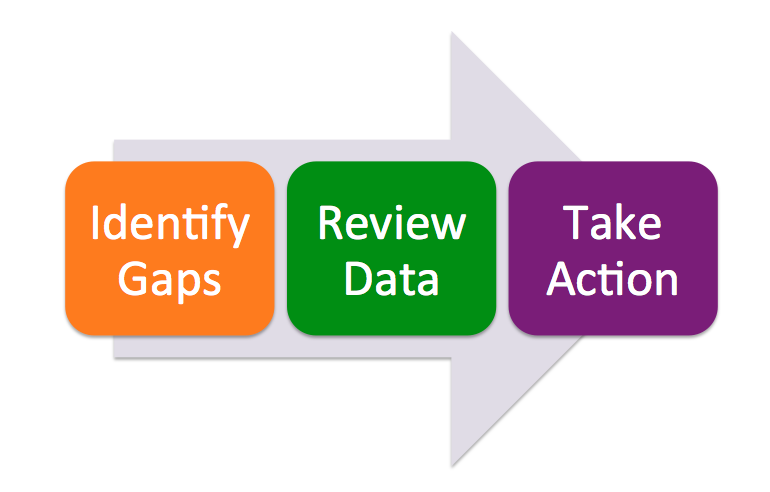 Identify
Gaps
Review
Data
Take
Action